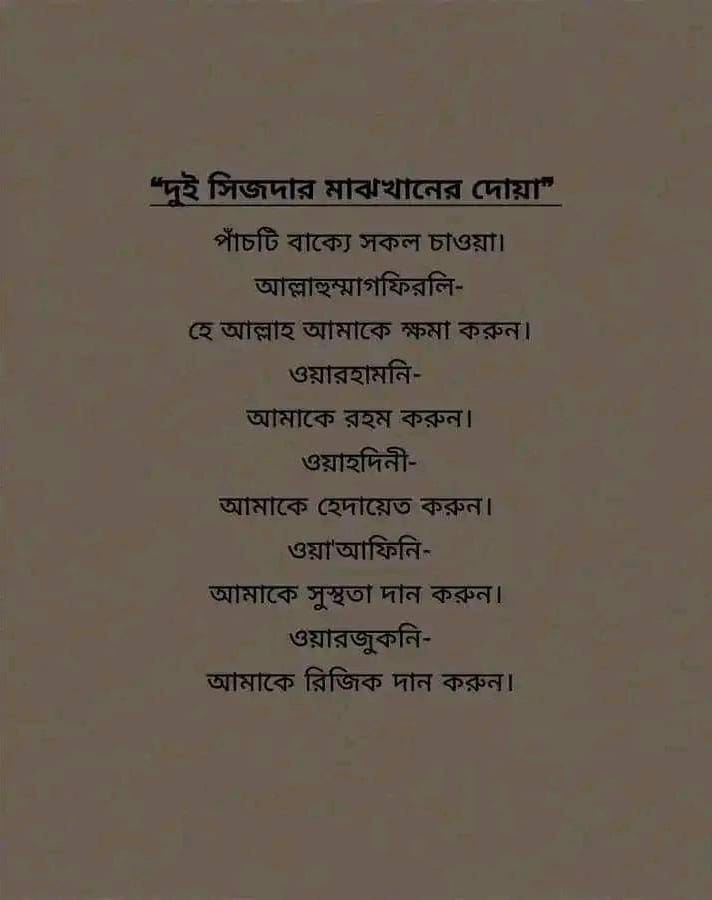 “দুই সিজদার মাঝখানের দোয়া”
পাঁচটি বাক্যে সকল চাওয়া।
আল্লাহুম্মাগফিরলি-
হে আল্লাহ আমাকে ক্ষমা করুন।
ওয়ারহামনি-
আমাকে রহম করুন।
ওয়াহদিনী-
আমাকে হেদায়েত করুন।
ওয়া'আফিনি-
আমাকে সুস্থতা দান করুন।
ওয়ারজুকনি-
আমাকে রিজিক দান করুন।